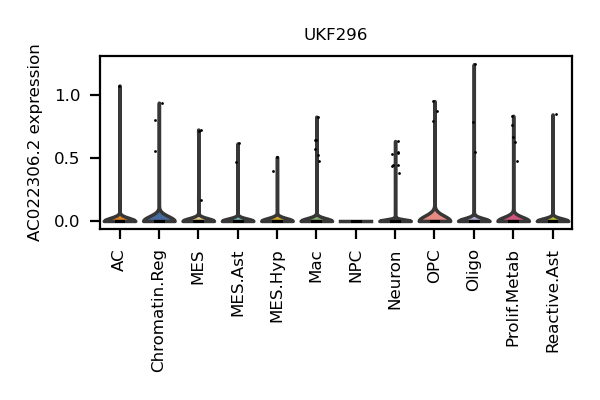 UKF296
AC022306.2 expression
1.0
0.5
0.0
AC
Chromatin.Reg
MES
MES.Ast
MES.Hyp
Mac
NPC
Neuron
OPC
Oligo
Prolif.Metab
Reactive.Ast